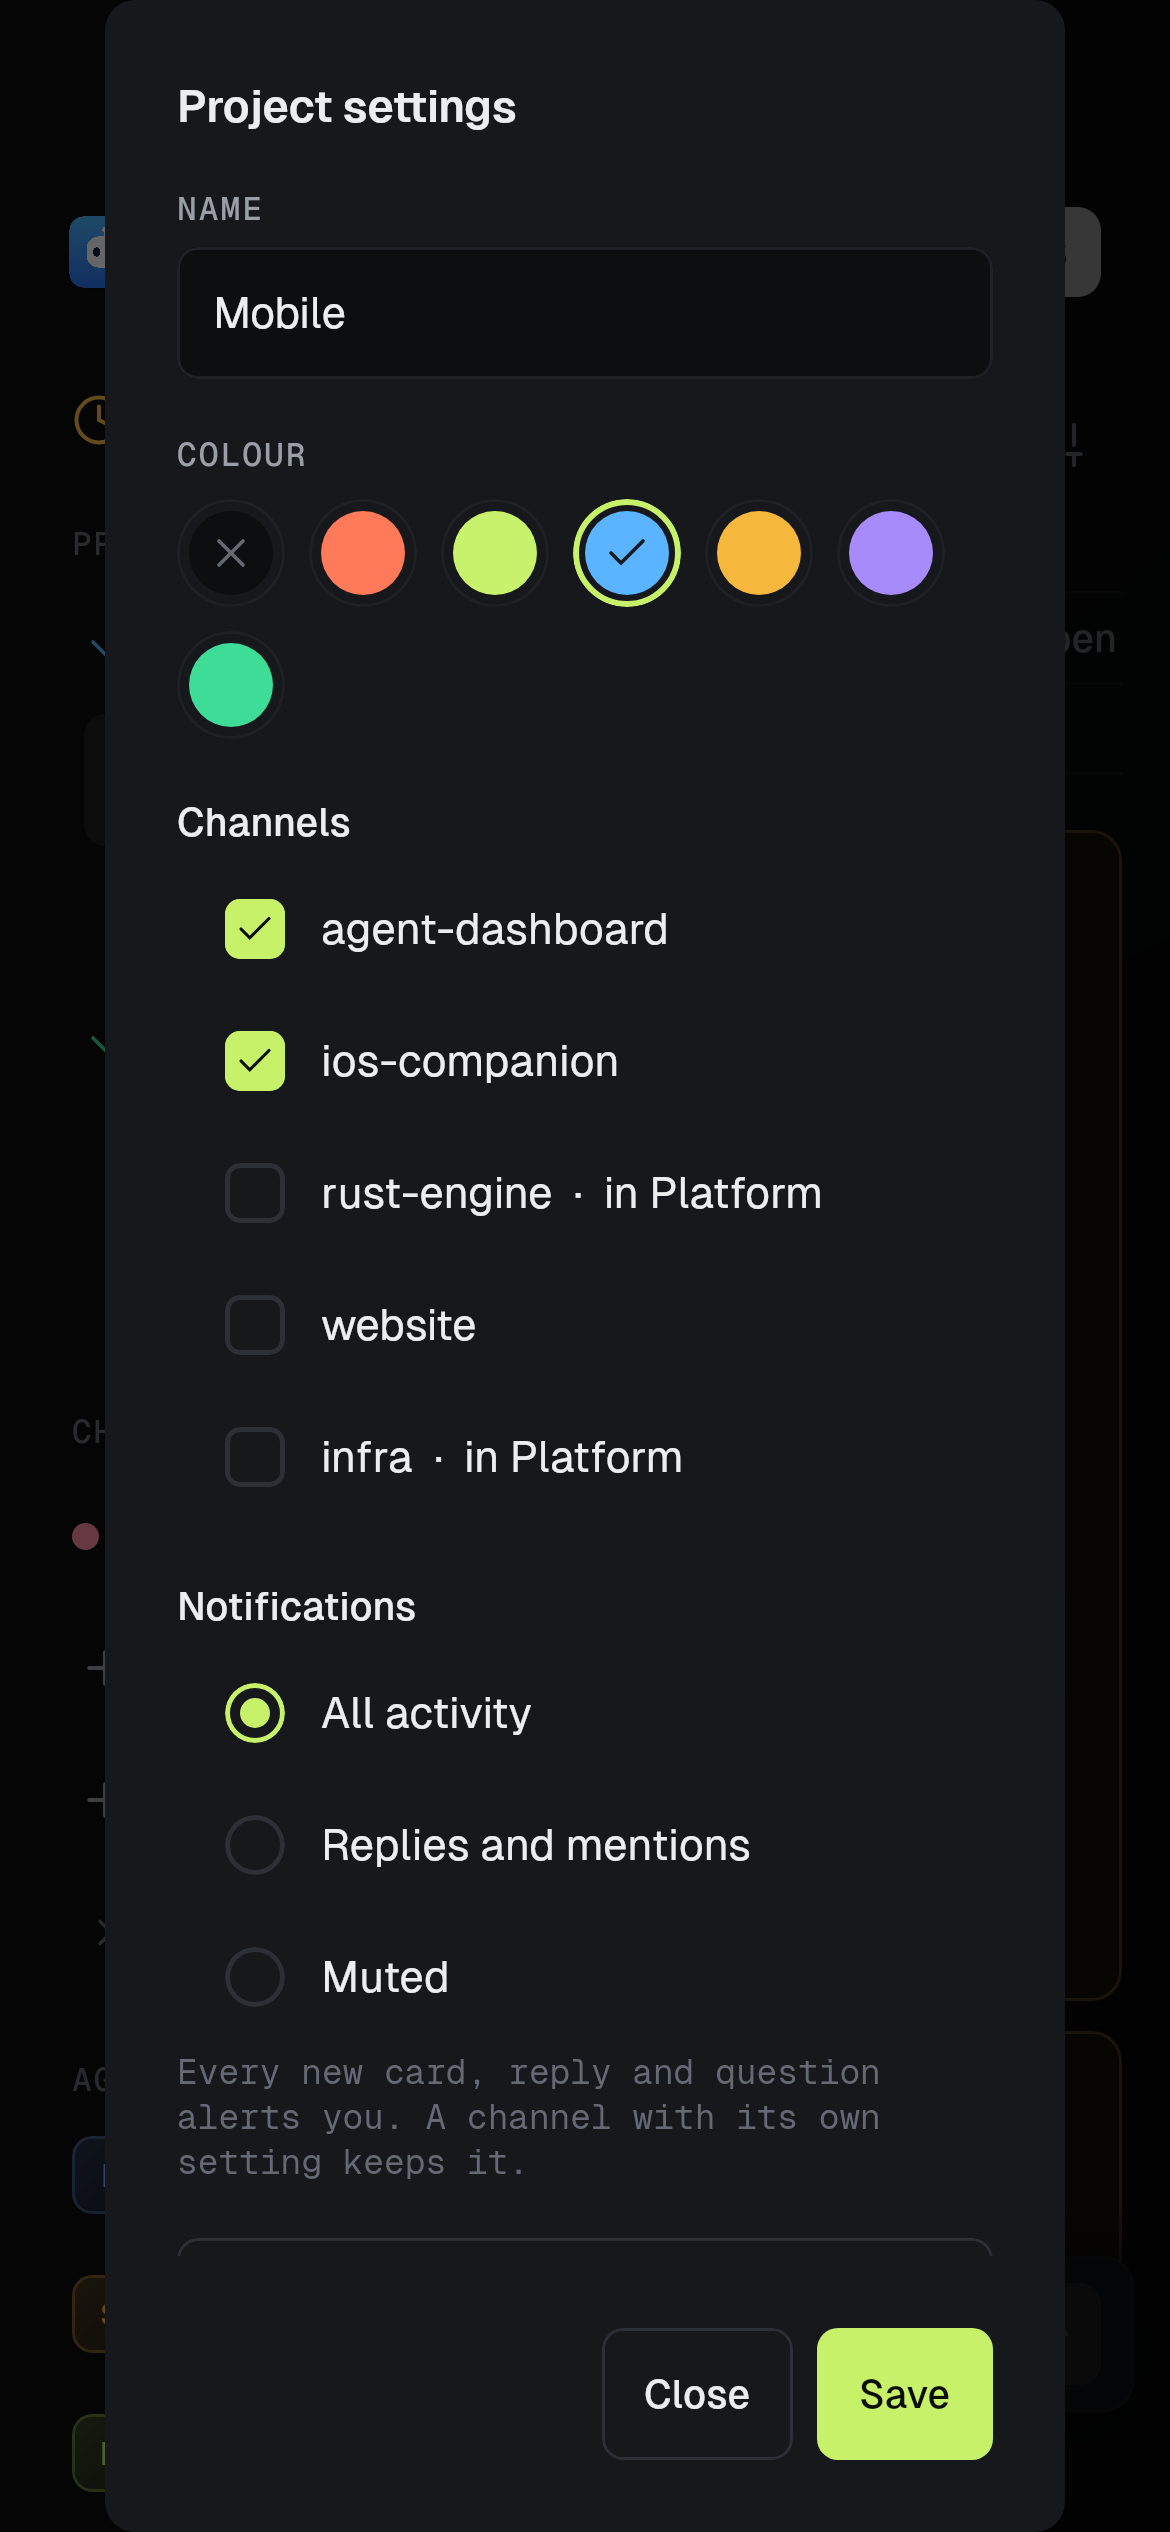 Project settings
NAME
Mobile
COLOUR
Channels
agent-dashboard
ios-companion
rust-engine · in Platform
website
infra · in Platform
Notifications
All activity
Replies and mentions
Muted
Every new card, reply and question
alerts you. A channel with its own
setting keeps it.
Close
Save